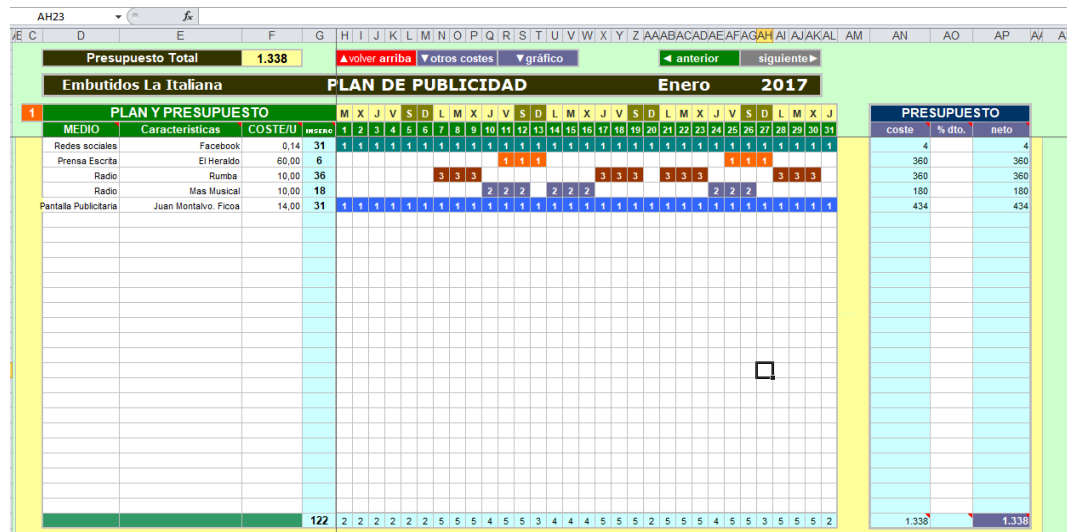 AH23 fx
C D E F G H I J K L M N O P Q R S T U V W X Y Z AA AB AC AD AE AF AG AH AI AJ AK AL AM AN AO AP
Presupuesto Total 1.338 ▲volver arriba ▼otros costes ▼gráfico ◄ anterior siguiente►
Embutidos La Italiana PLAN DE PUBLICIDAD Enero 2017
1 PLAN Y PRESUPUESTO M X J V S D L M X J V S D L M X J V S D L M X J V S D L M X J PRESUPUESTO
MEDIO Características COSTE/U INSERC 1 2 3 4 5 6 7 8 9 10 11 12 13 14 15 16 17 18 19 20 21 22 23 24 25 26 27 28 29 30 31 coste % dto. neto
Redes sociales Facebook 0,14 31 1 1 1 1 1 1 1 1 1 1 1 1 1 1 1 1 1 1 1 1 1 1 1 1 1 1 1 1 1 1 1 4 4
Prensa Escrita El Heraldo 60,00 6 1 1 1 1 1 1 360 360
Radio Rumba 10,00 36 3 3 3 3 3 3 3 3 3 3 3 3 360 360
Radio Mas Musical 10,00 18 2 2 2 2 2 2 2 2 2 180 180
Pantalla Publicitaria Juan Montalvo. Ficoa 14,00 31 1 1 1 1 1 1 1 1 1 1 1 1 1 1 1 1 1 1 1 1 1 1 1 1 1 1 1 1 1 1 1 434 434
122 2 2 2 2 2 2 5 5 5 4 5 5 3 4 4 4 5 5 5 2 5 5 5 4 5 5 3 5 5 5 2 1.338 1.338